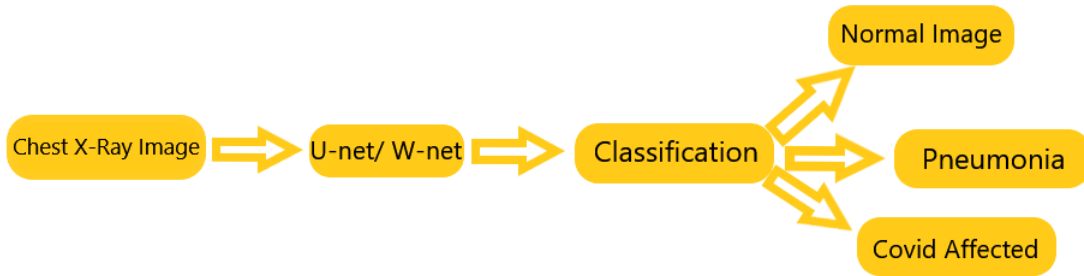 Normal Image
Chest X-Ray Image
U-net/ W-net
Classification
Pneumonia
Covid Affected